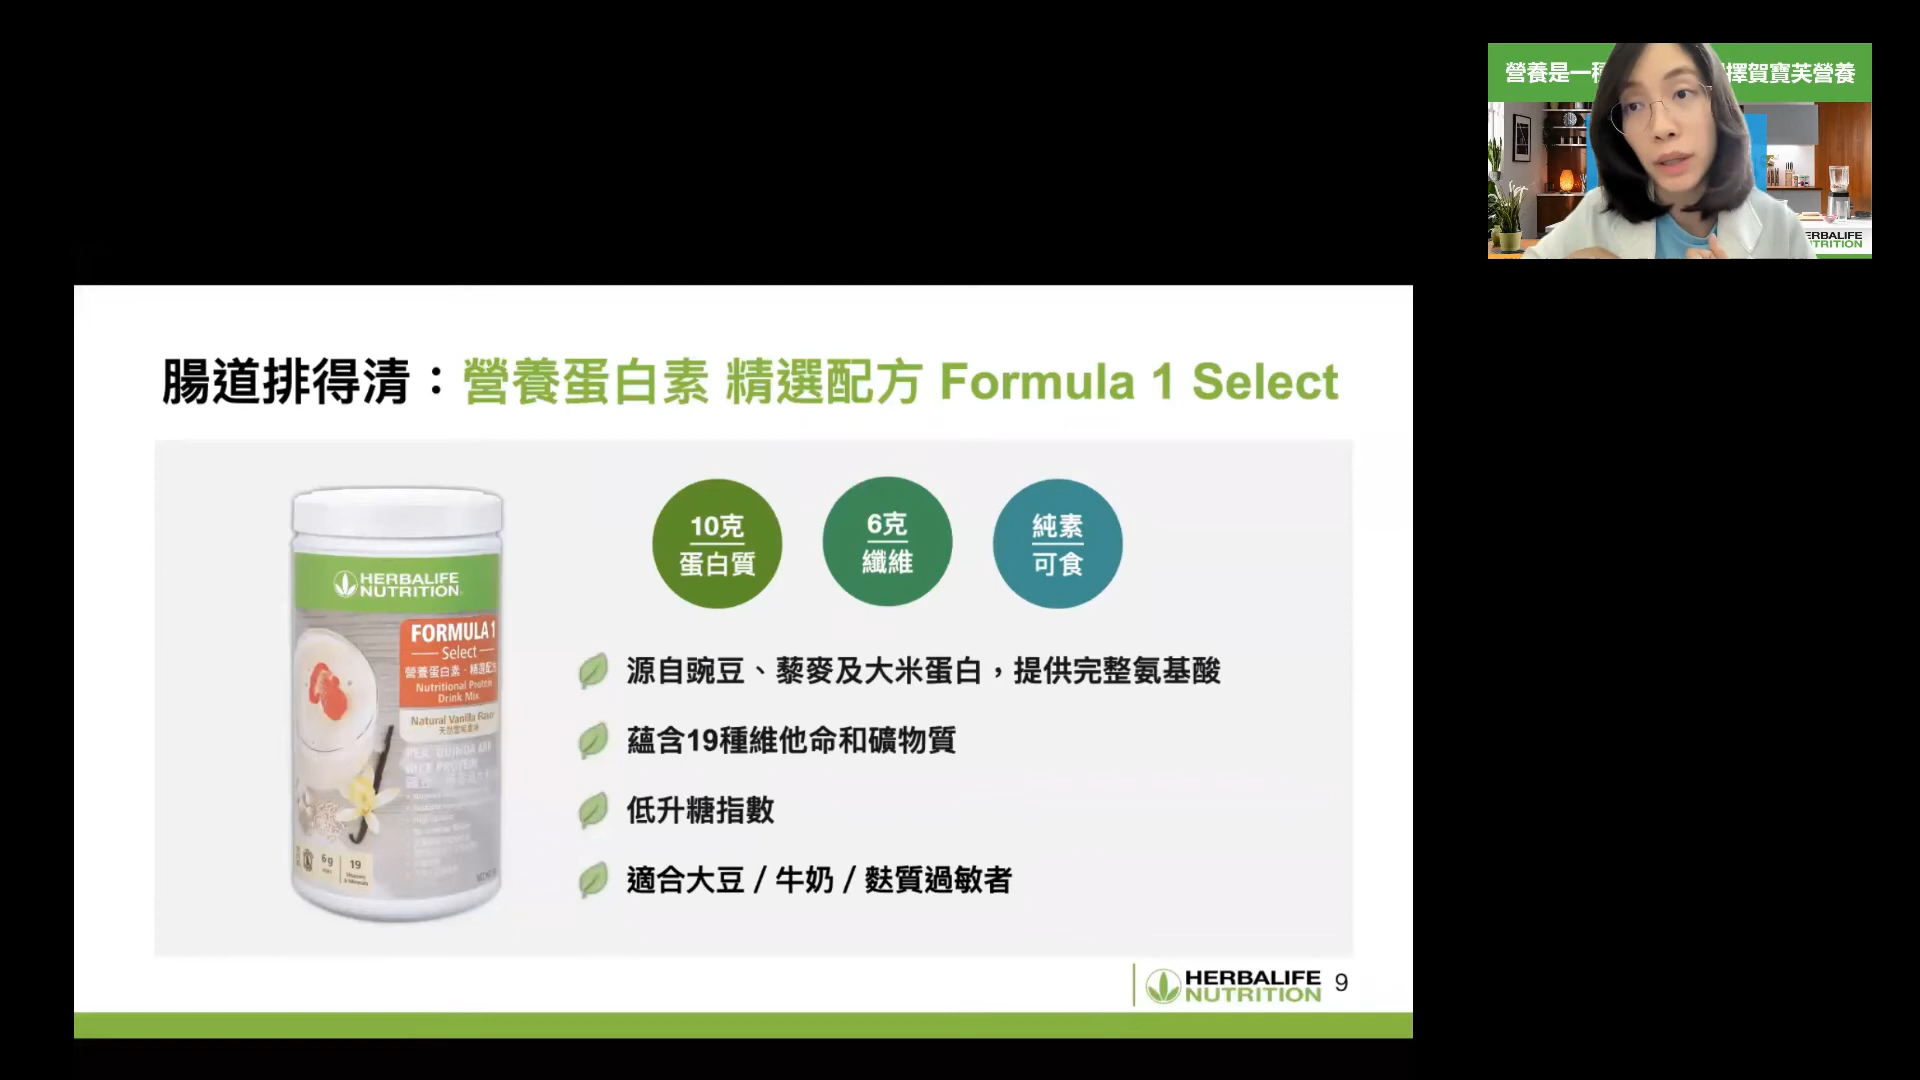 營養是一
擇賀寶芙營養
ERBALIFE
TRITION
腸道排得清：營養蛋白素 精選配方 Formula 1 Select
10克
蛋白質
6克
纖維
純素
可食
HERBALIFE
NUTRITION
FORMULA 1
Select
營養蛋白素．精選配
Nutritional Protein
Drink Mix
Natural Vanilla Flavor
6g
19
Vitamins
& Minerals
源自豌豆、藜麥及大米蛋白，提供完整氨基酸
蘊含19種維他命和礦物質
低升糖指數
適合大豆 / 牛奶 / 麩質過敏者
HERBALIFE
NUTRITION
9